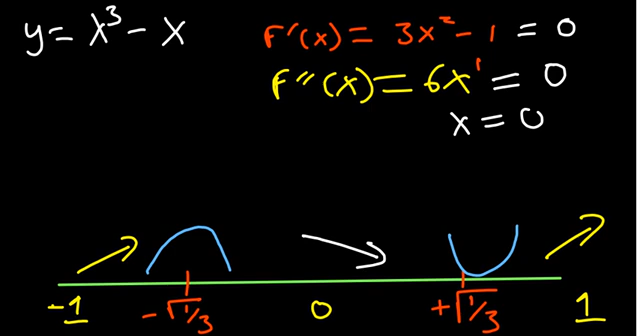 y = x³ - x
F'(x) = 3x² - 1 = 0
F''(x) = 6x¹ = 0
x = 0
-1 -√1/3 0 +√1/3 1